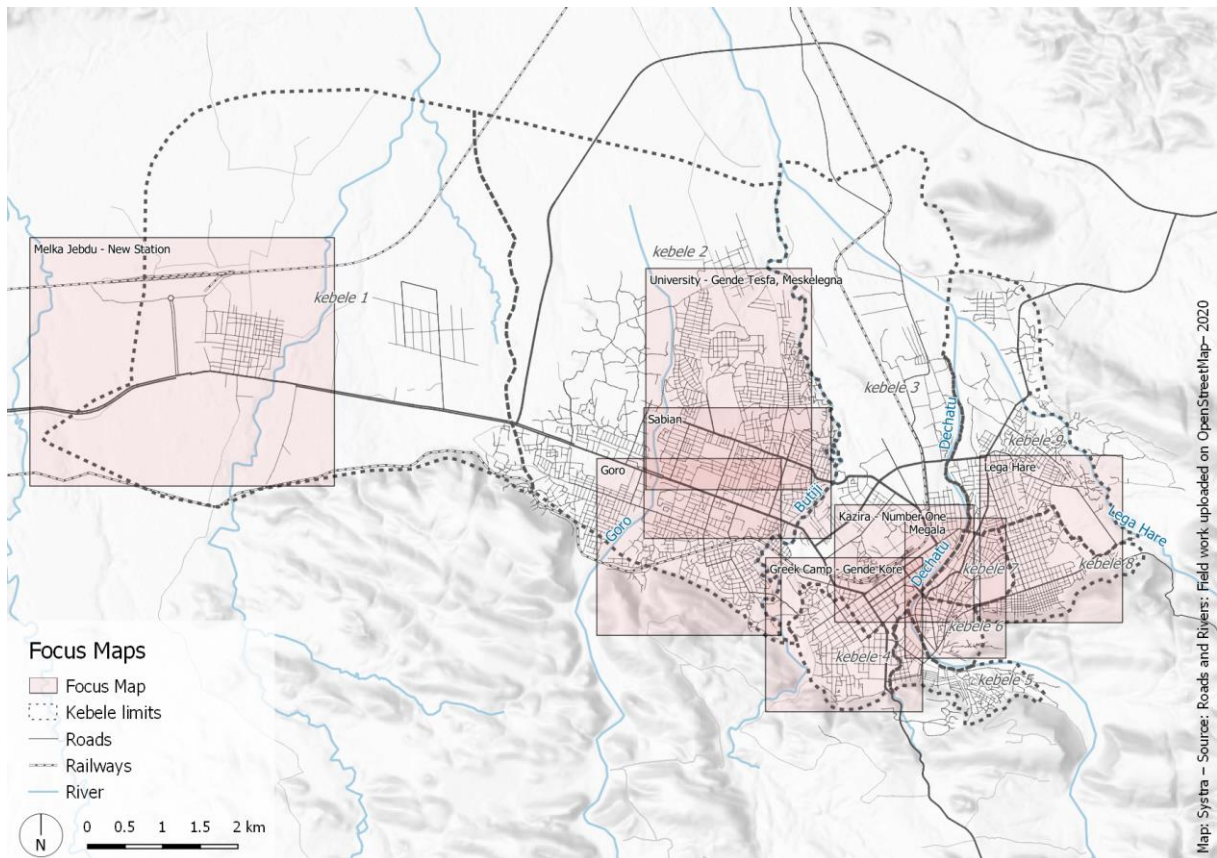 Melka Jebdu - New Station
kebele 1
kebele 2
University - Gende Tesfa, Meskelegna
kebele 3
Dechatu
Sabian
kebele 9
Goro
Lega Hare
Butiji
Kazira - Number One
Megala
Goro
Lega Hare
Dechatu
Greek Camp - Gende Kore
kebele 7
kebele 8
kebele 6
kebele 4
kebele 5
Focus Maps
Focus Map
Kebele limits
Roads
Railways
River
N
0 0.5 1 1.5 2 km
Map: Systra – Source: Roads and Rivers: Field work uploaded on OpenStreetMap– 2020